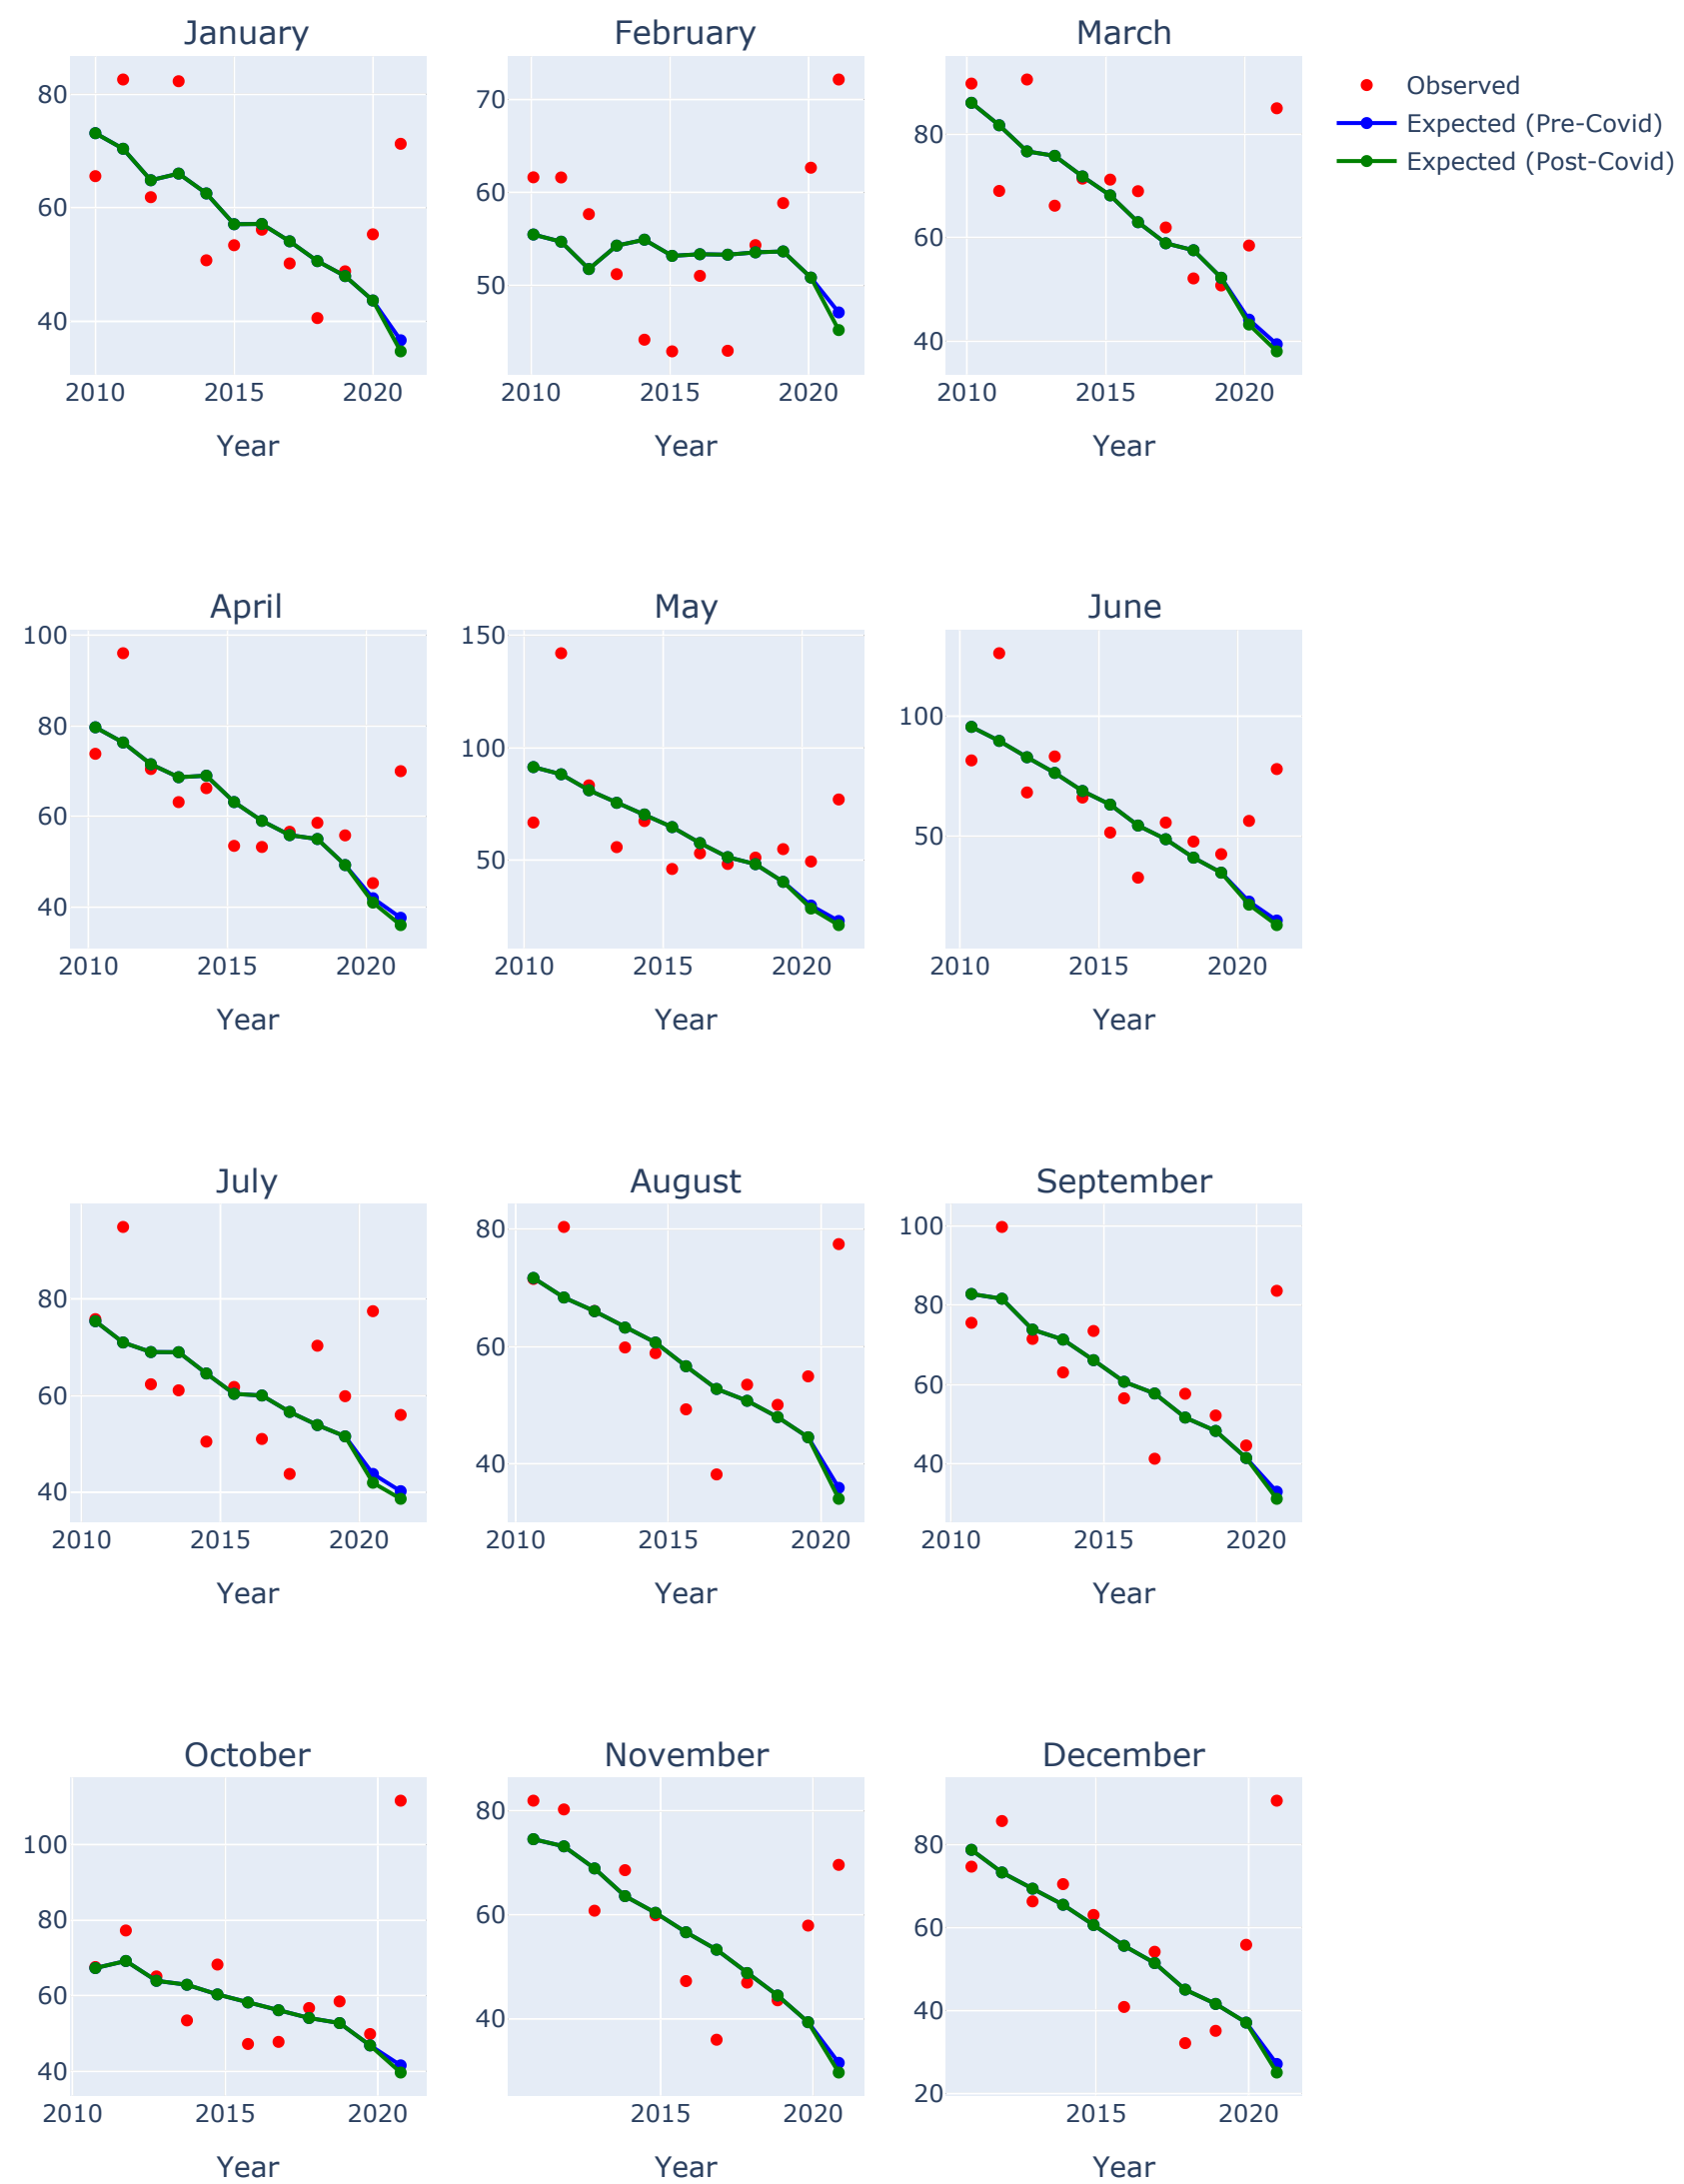 January
February
March
80
60
40
2010
2015
2020
Year
70
60
50
2010
2015
2020
Year
80
60
40
2010
2015
2020
Year
Observed
Expected (Pre-Covid)
Expected (Post-Covid)
April
May
June
100
80
60
40
2010
2015
2020
Year
150
100
50
2010
2015
2020
Year
100
50
2010
2015
2020
Year
July
August
September
80
60
40
2010
2015
2020
Year
80
60
40
2010
2015
2020
Year
100
80
60
40
2010
2015
2020
Year
October
November
December
100
80
60
40
2010
2015
2020
Year
80
60
40
2015
2020
Year
80
60
40
20
2015
2020
Year